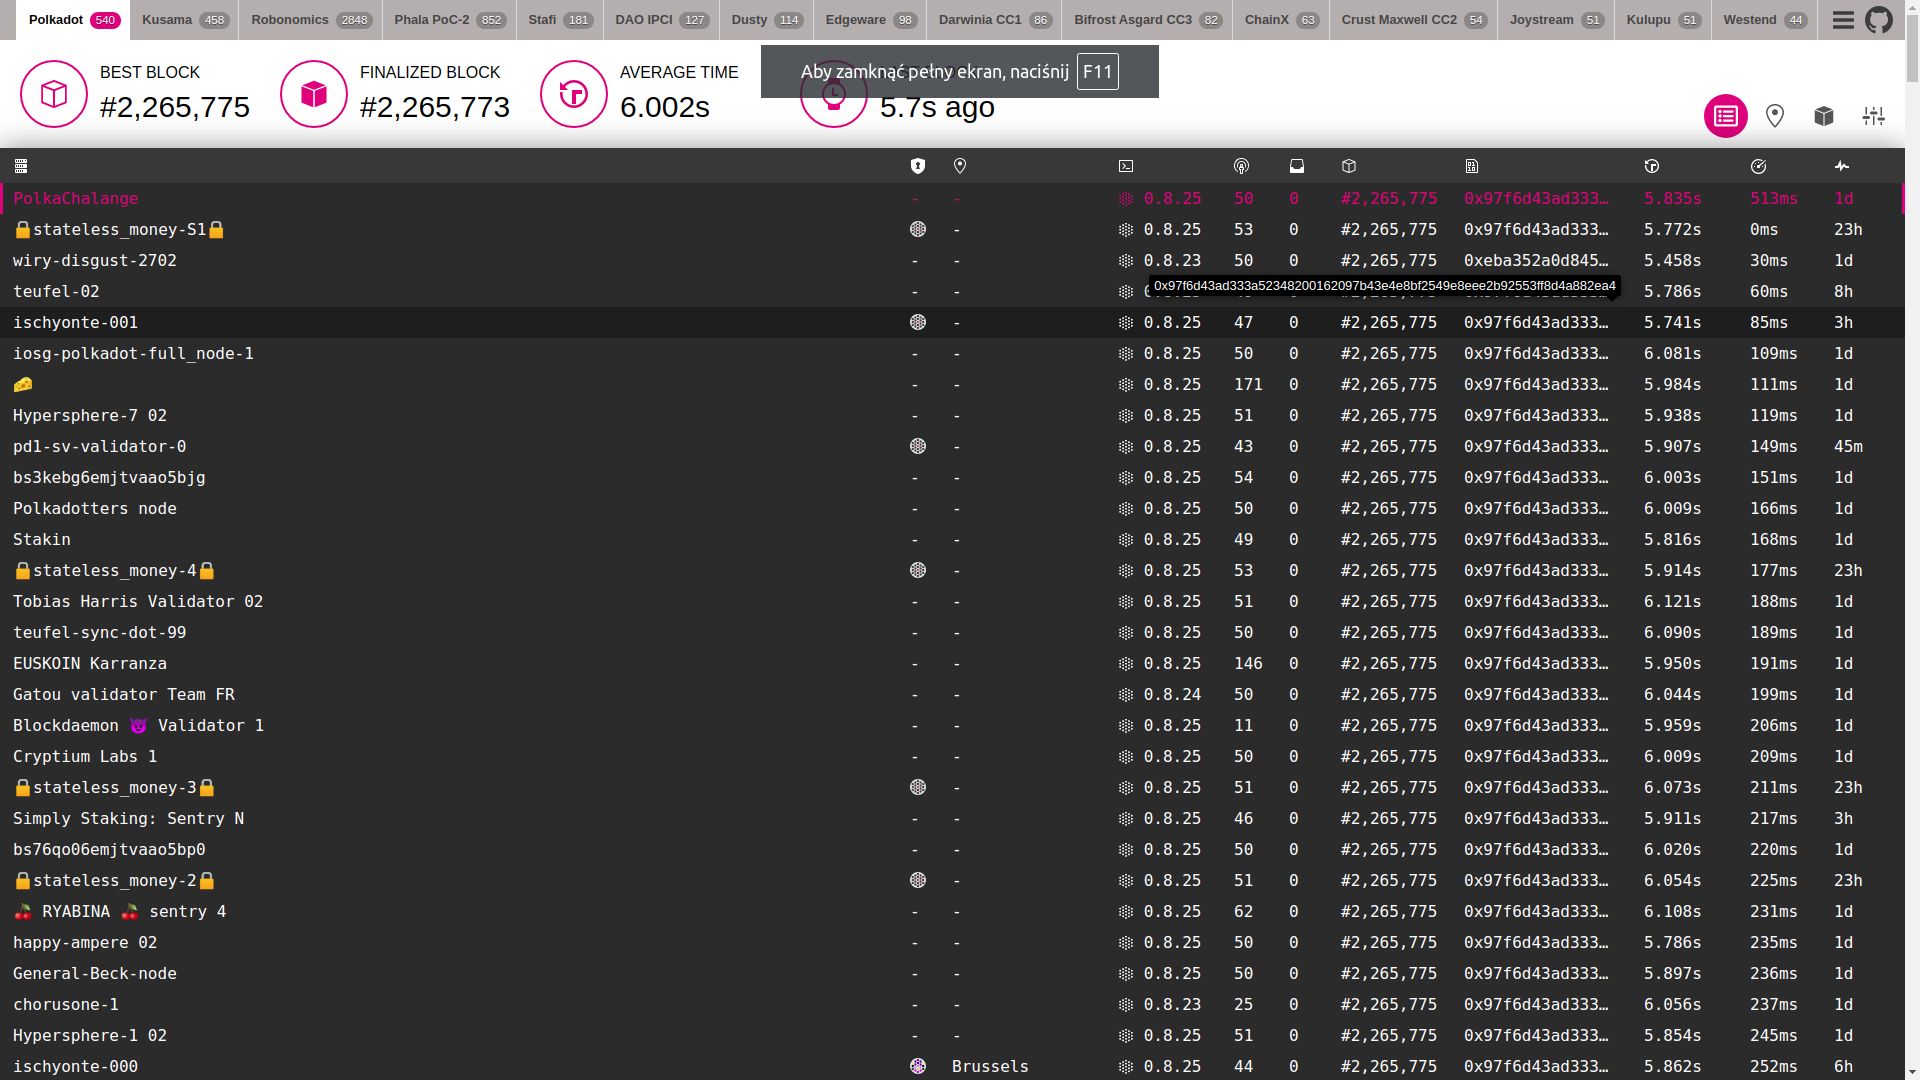 Polkadot 540 Kusama 458 Robonomics 2848 Phala PoC-2 852 Stafi 181 DAO IPCI 127 Dusty 114 Edgeware 98 Darwinia CC1 86 Bifrost Asgard CC3 82 ChainX 63 Crust Maxwell CC2 54 Joystream 51 Kulupu 51 Westend 44
BEST BLOCK FINALIZED BLOCK AVERAGE TIME
Aby zamknąć pełny ekran, naciśnij F11
#2,265,775 #2,265,773 6.002s 5.7s ago
PolkaChalange - - 0.8.25 50 0 #2,265,775 0x97f6d43ad333… 5.835s 513ms 1d
🔒stateless_money-S1🔒 - 0.8.25 53 0 #2,265,775 0x97f6d43ad333… 5.772s 0ms 23h
wiry-disgust-2702 - - 0.8.23 50 0 #2,265,775 0xeba352a0d845… 5.458s 30ms 1d
0x97f6d43ad333a52348200162097b43e4e8bf2549e8eee2b92553ff8d4a882ea4
teufel-02 - - 5.786s 60ms 8h
ischyonte-001 - 0.8.25 47 0 #2,265,775 0x97f6d43ad333… 5.741s 85ms 3h
iosg-polkadot-full_node-1 - - 0.8.25 50 0 #2,265,775 0x97f6d43ad333… 6.081s 109ms 1d
🧀 - - 0.8.25 171 0 #2,265,775 0x97f6d43ad333… 5.984s 111ms 1d
Hypersphere-7 02 - - 0.8.25 51 0 #2,265,775 0x97f6d43ad333… 5.938s 119ms 1d
pd1-sv-validator-0 - 0.8.25 43 0 #2,265,775 0x97f6d43ad333… 5.907s 149ms 45m
bs3kebg6emjtvaao5bjg - - 0.8.25 54 0 #2,265,775 0x97f6d43ad333… 6.003s 151ms 1d
Polkadotters node - - 0.8.25 50 0 #2,265,775 0x97f6d43ad333… 6.009s 166ms 1d
Stakin - - 0.8.25 49 0 #2,265,775 0x97f6d43ad333… 5.816s 168ms 1d
🔒stateless_money-4🔒 - 0.8.25 53 0 #2,265,775 0x97f6d43ad333… 5.914s 177ms 23h
Tobias Harris Validator 02 - - 0.8.25 51 0 #2,265,775 0x97f6d43ad333… 6.121s 188ms 1d
teufel-sync-dot-99 - - 0.8.25 50 0 #2,265,775 0x97f6d43ad333… 6.090s 189ms 1d
EUSKOIN Karranza - - 0.8.25 146 0 #2,265,775 0x97f6d43ad333… 5.950s 191ms 1d
Gatou validator Team FR - - 0.8.24 50 0 #2,265,775 0x97f6d43ad333… 6.044s 199ms 1d
Blockdaemon 😈 Validator 1 - - 0.8.25 11 0 #2,265,775 0x97f6d43ad333… 5.959s 206ms 1d
Cryptium Labs 1 - - 0.8.25 50 0 #2,265,775 0x97f6d43ad333… 6.009s 209ms 1d
🔒stateless_money-3🔒 - 0.8.25 51 0 #2,265,775 0x97f6d43ad333… 6.073s 211ms 23h
Simply Staking: Sentry N - - 0.8.25 46 0 #2,265,775 0x97f6d43ad333… 5.911s 217ms 3h
bs76qo06emjtvaao5bp0 - - 0.8.25 50 0 #2,265,775 0x97f6d43ad333… 6.020s 220ms 1d
🔒stateless_money-2🔒 - 0.8.25 51 0 #2,265,775 0x97f6d43ad333… 6.054s 225ms 23h
🍒 RYABINA 🍒 sentry 4 - - 0.8.25 62 0 #2,265,775 0x97f6d43ad333… 6.108s 231ms 1d
happy-ampere 02 - - 0.8.25 50 0 #2,265,775 0x97f6d43ad333… 5.786s 235ms 1d
General-Beck-node - - 0.8.25 50 0 #2,265,775 0x97f6d43ad333… 5.897s 236ms 1d
chorusone-1 - - 0.8.23 25 0 #2,265,775 0x97f6d43ad333… 6.056s 237ms 1d
Hypersphere-1 02 - - 0.8.25 51 0 #2,265,775 0x97f6d43ad333… 5.854s 245ms 1d
ischyonte-000 Brussels 0.8.25 44 0 #2,265,775 0x97f6d43ad333… 5.862s 252ms 6h